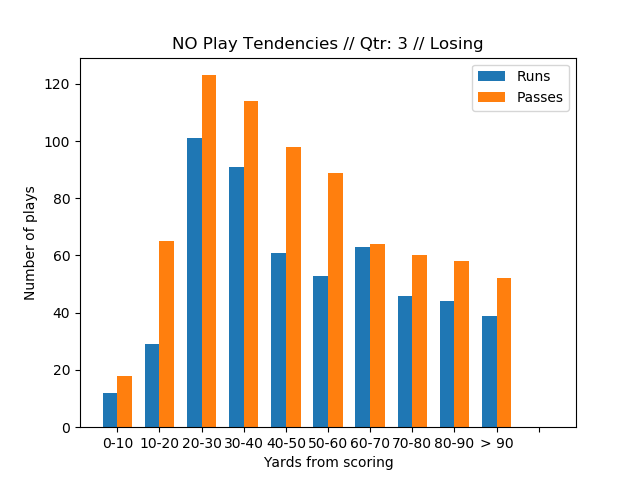 NO Play Tendencies // Qtr: 3 // Losing
Runs
Passes
120
100
80
60
40
20
0
Number of plays
0-10 10-20 20-30 30-40 40-50 50-60 60-70 70-80 80-90 > 90
Yards from scoring